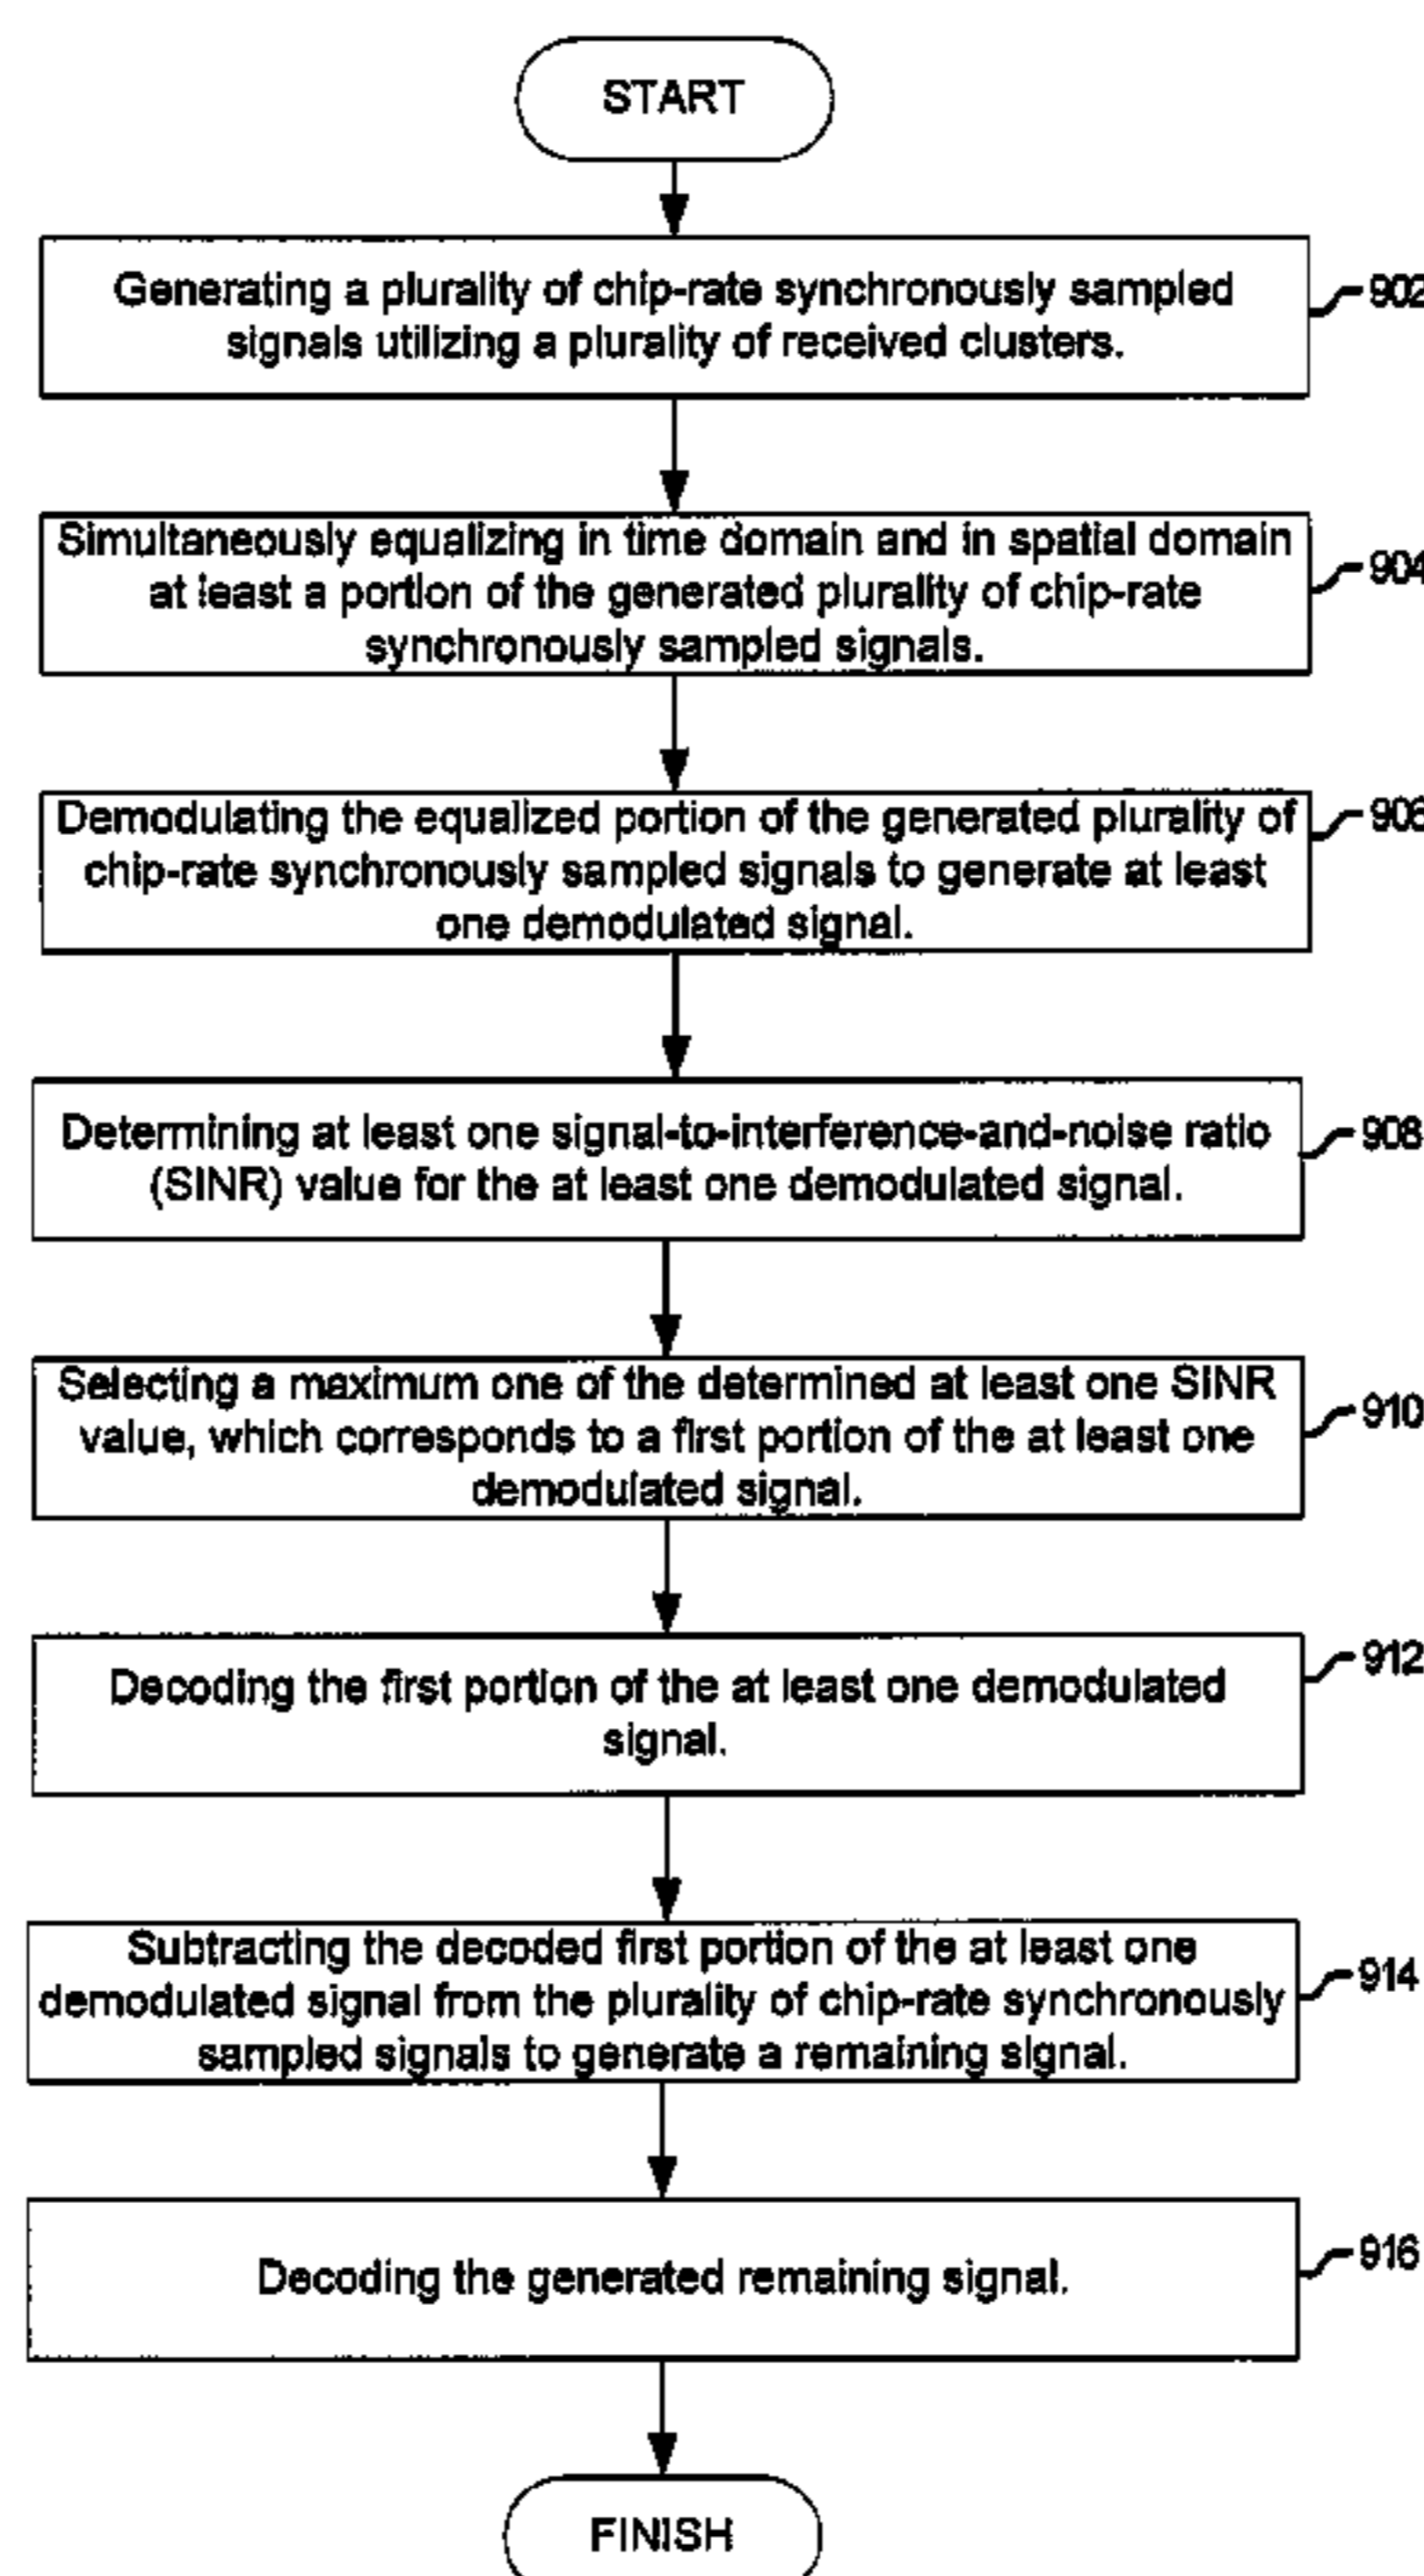 START
Generating a plurality of chip-rate synchronously sampled
signals utilizing a plurality of received clusters.
902
Simultaneously equalizing in time domain and in spatial domain
at least a portion of the generated plurality of chip-rate
synchronously sampled signals.
904
Demodulating the equalized portion of the generated plurality of
chip-rate synchronously sampled signals to generate at least
one demodulated signal.
906
Determining at least one signal-to-interference-and-noise ratio
(SINR) value for the at least one demodulated signal.
908
Selecting a maximum one of the determined at least one SINR
value, which corresponds to a first portion of the at least one
demodulated signal.
910
Decoding the first portion of the at least one demodulated
signal.
912
Subtracting the decoded first portion of the at least one
demodulated signal from the plurality of chip-rate synchronously
sampled signals to generate a remaining signal.
914
Decoding the generated remaining signal.
916
FINISH